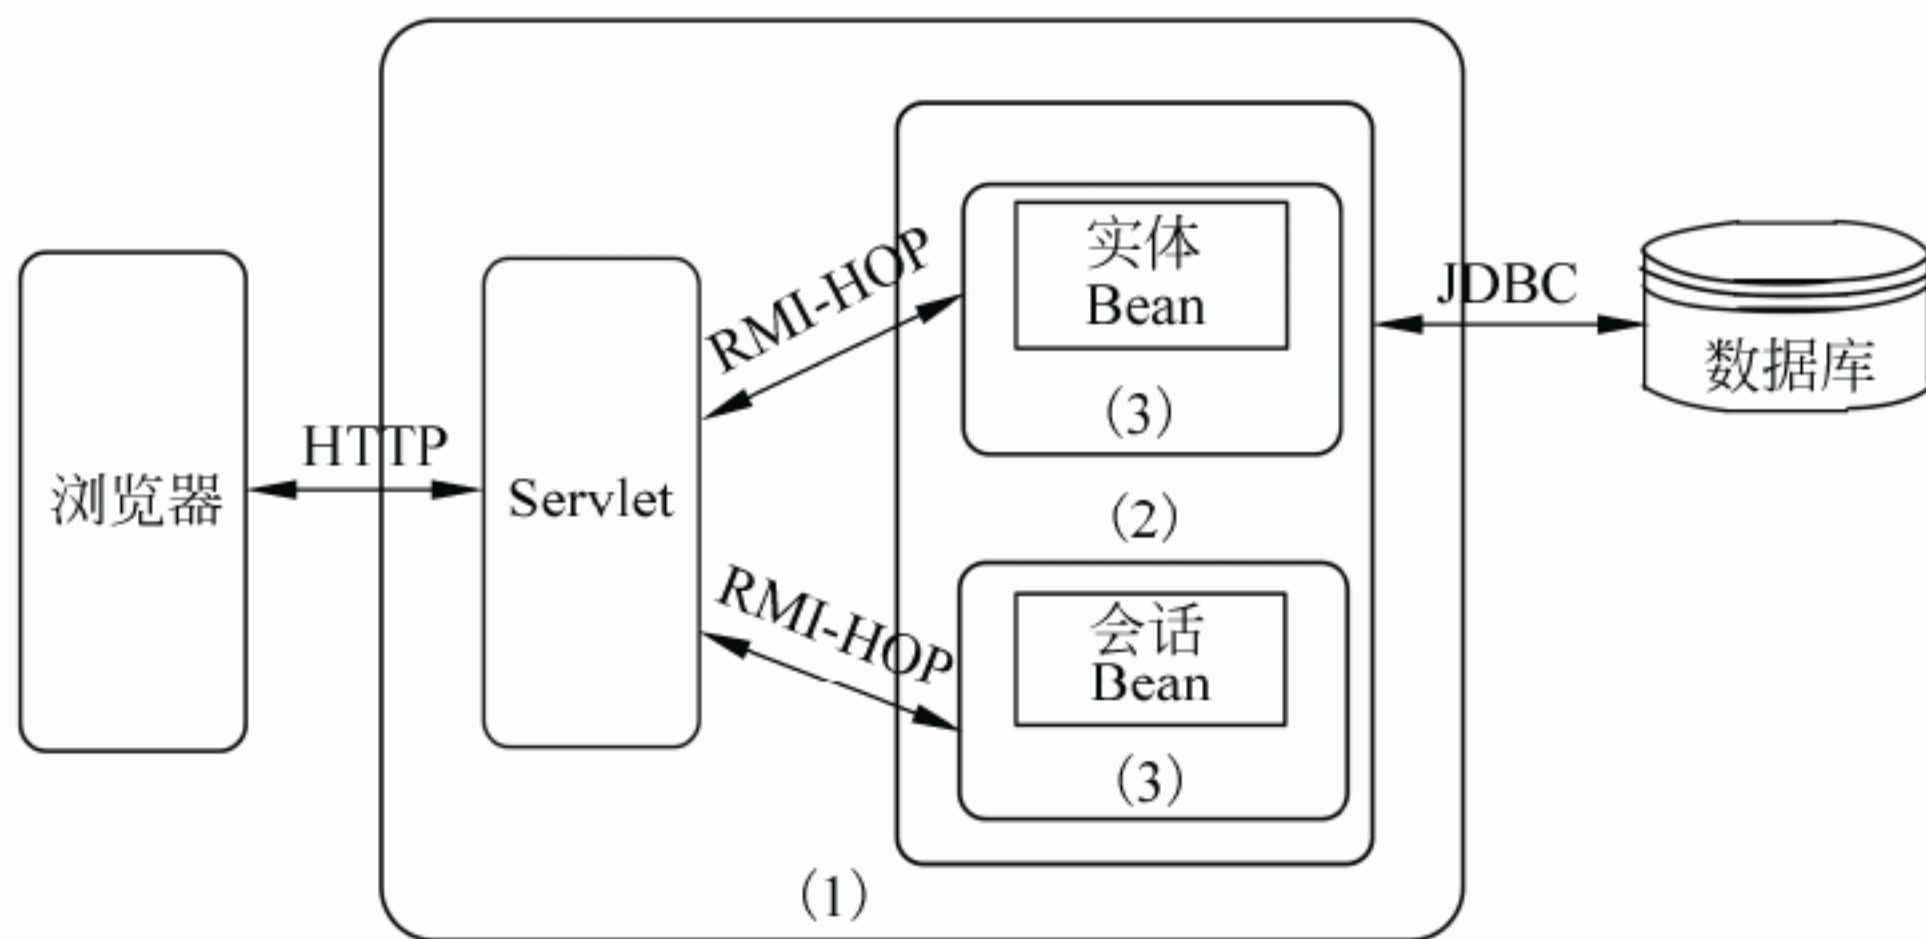 浏览器
HTTP
Servlet
RMI-HOP
RMI-HOP
实体
Bean
(3)
(2)
会话
Bean
(3)
(1)
JDBC
数据库